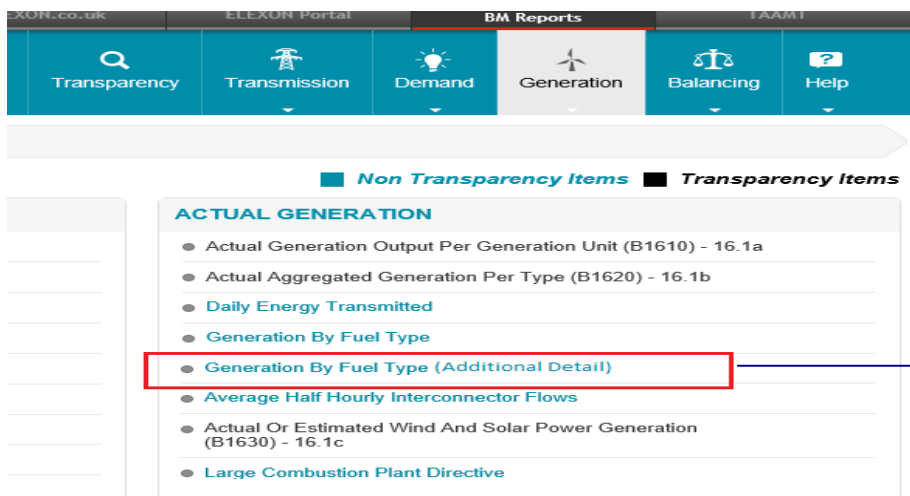 EXON.co.uk ELEXON Portal BM Reports TAAMT
Transparency Transmission Demand Generation Balancing Help
Non Transparency Items Transparency Items
ACTUAL GENERATION
Actual Generation Output Per Generation Unit (B1610) - 16.1a
Actual Aggregated Generation Per Type (B1620) - 16.1b
Daily Energy Transmitted
Generation By Fuel Type
Generation By Fuel Type (Additional Detail)
Average Half Hourly Interconnector Flows
Actual Or Estimated Wind And Solar Power Generation
(B1630) - 16.1c
Large Combustion Plant Directive